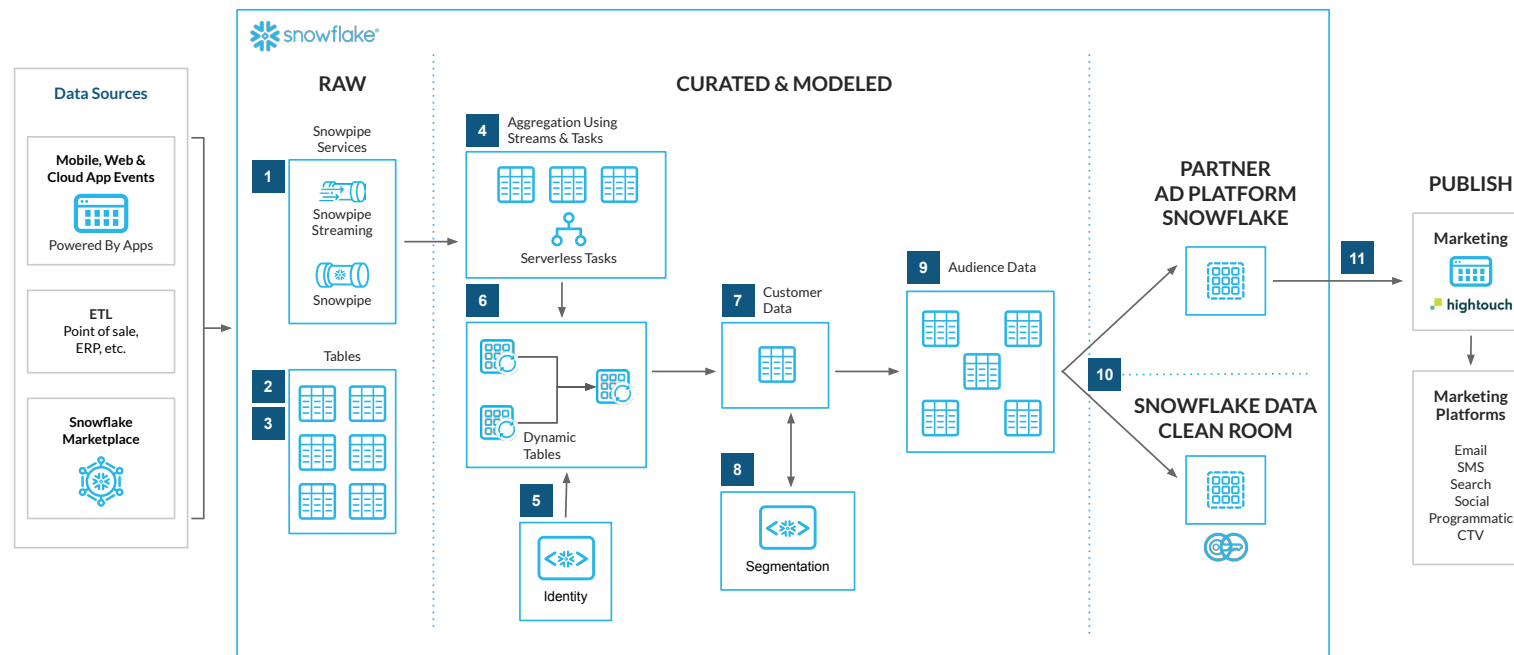 snowflake®
Data Sources
Mobile, Web &
Cloud App Events
Powered By Apps
ETL
Point of sale,
ERP, etc.
Snowflake
Marketplace
RAW
Snowpipe
Services
1
Snowpipe
Streaming
Snowpipe
Tables
2
3
CURATED & MODELED
4
Aggregation Using
Streams & Tasks
Serverless Tasks
6
Dynamic
Tables
5
Identity
7
Customer
Data
8
Segmentation
9
Audience Data
10
PARTNER
AD PLATFORM
SNOWFLAKE
SNOWFLAKE DATA
CLEAN ROOM
11
PUBLISH
Marketing
hightouch
Marketing
Platforms
Email
SMS
Search
Social
Programmatic
CTV